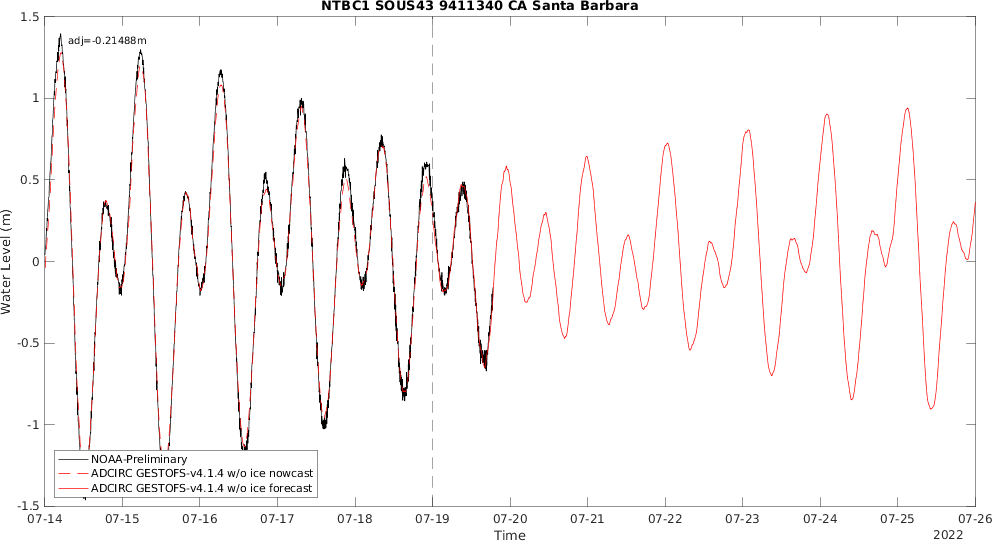 NTBC1 SOUS43 9411340 CA Santa Barbara
adj=-0.21488m
1.5
1
0.5
0
-0.5
-1
-1.5
Water Level (m)
NOAA-Preliminary
ADCIRC GESTOFS-v4.1.4 w/o ice nowcast
ADCIRC GESTOFS-v4.1.4 w/o ice forecast
07-14 07-15 07-16 07-17 07-18 07-19 07-20 07-21 07-22 07-23 07-24 07-25 07-26
Time
2022